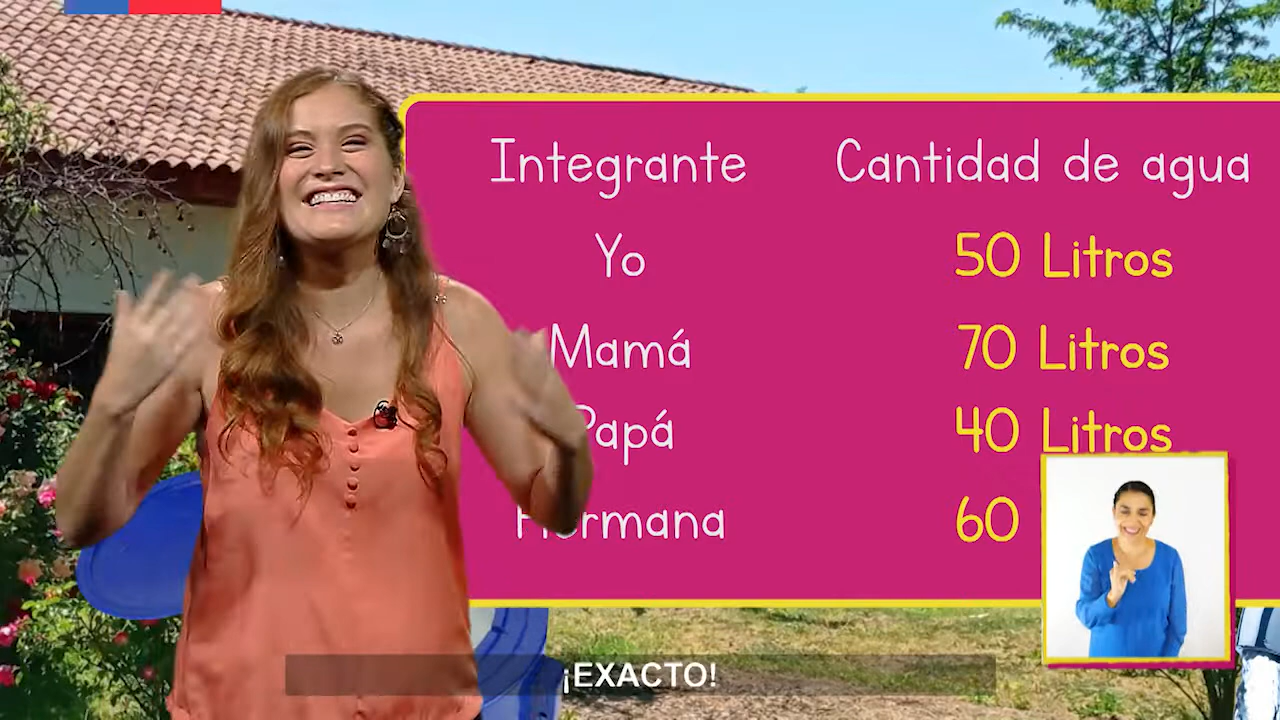 Integrante Cantidad de agua
Yo 50 Litros
Mamá 70 Litros
Papá 40 Litros
Hermana 60
¡EXACTO!